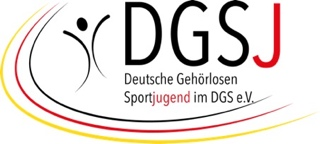 DGSJ
Deutsche Gehörlosen
Sportjugend im DGS e.V.